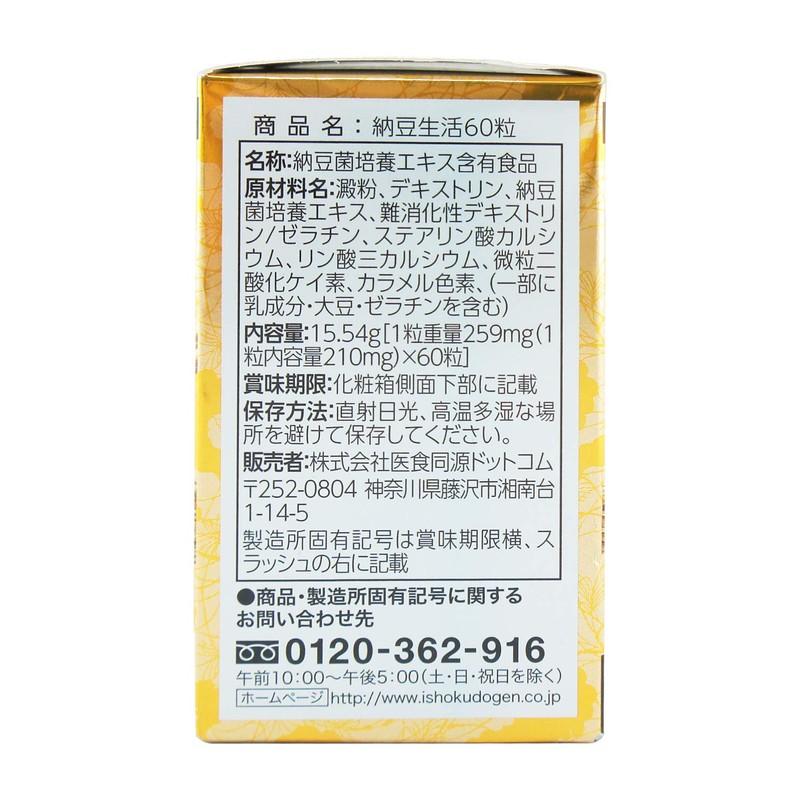 商品名：納豆生活60粒
名称:納豆菌培養エキス含有食品
原材料名:澱粉、デキストリン、納豆
菌培養エキス、難消化性デキストリ
ン/ゼラチン、ステアリン酸カルシ
ウム、リン酸三カルシウム、微粒二
酸化ケイ素、カラメル色素、(一部に
乳成分・大豆・ゼラチンを含む)
内容量:15.54g[1粒重量259mg(1
粒内容量210mg)×60粒]
賞味期限:化粧箱側面下部に記載
保存方法:直射日光、高温多湿な場
所を避けて保存してください。
販売者:株式会社医食同源ドットコム
〒252-0804 神奈川県藤沢市湘南台
1-14-5
製造所固有記号は賞味期限横、ス
ラッシュの右に記載
●商品・製造所固有記号に関する
お問い合わせ先
0120-362-916
午前10:00～午後5:00(土・日・祝日を除く)
ホームページ http://www.ishokudogen.co.jp